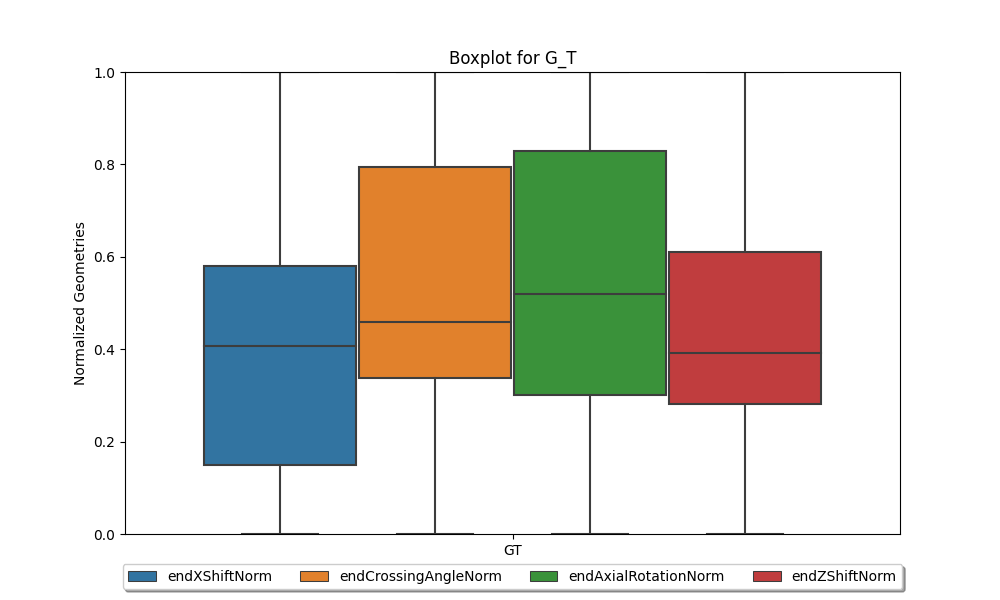 Boxplot for G_T
1.0
0.8
0.6
0.4
0.2
0.0
Normalized Geometries
GT
endXShiftNorm endCrossingAngleNorm endAxialRotationNorm endZShiftNorm